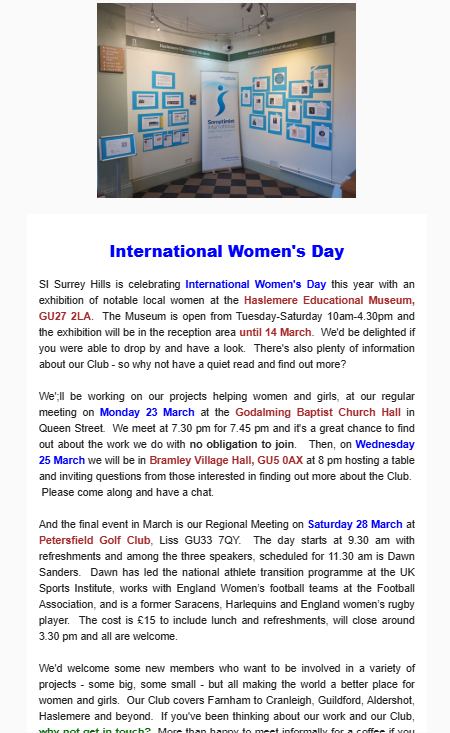 Haslemere Educational Museum
Haslemere Educational Museum
Soroptimist
International
International Women's Day
SI Surrey Hills is celebrating International Women's Day this year with an
exhibition of notable local women at the Haslemere Educational Museum,
GU27 2LA.  The Museum is open from Tuesday-Saturday 10am-4.30pm and
the exhibition will be in the reception area until 14 March.  We'd be delighted if
you were able to drop by and have a look.  There's also plenty of information
about our Club - so why not have a quiet read and find out more?
We';ll be working on our projects helping women and girls, at our regular
meeting on Monday 23 March at the Godalming Baptist Church Hall in
Queen Street.  We meet at 7.30 pm for 7.45 pm and it's a great chance to find
out about the work we do with no obligation to join.   Then, on Wednesday
25 March we will be in Bramley Village Hall, GU5 0AX at 8 pm hosting a table
and inviting questions from those interested in finding out more about the Club.
Please come along and have a chat.
And the final event in March is our Regional Meeting on Saturday 28 March at
Petersfield Golf Club, Liss GU33 7QY.  The day starts at 9.30 am with
refreshments and among the three speakers, scheduled for 11.30 am is Dawn
Sanders.  Dawn has led the national athlete transition programme at the UK
Sports Institute, works with England Women's football teams at the Football
Association, and is a former Saracens, Harlequins and England women's rugby
player.  The cost is £15 to include lunch and refreshments, will close around
3.30 pm and all are welcome.
We'd welcome some new members who want to be involved in a variety of
projects - some big, some small - but all making the world a better place for
women and girls.  Our Club covers Farnham to Cranleigh, Guildford, Aldershot,
Haslemere and beyond.  If you've been thinking about our work and our Club,
why not get in touch?  More than happy to meet informally for a coffee if you